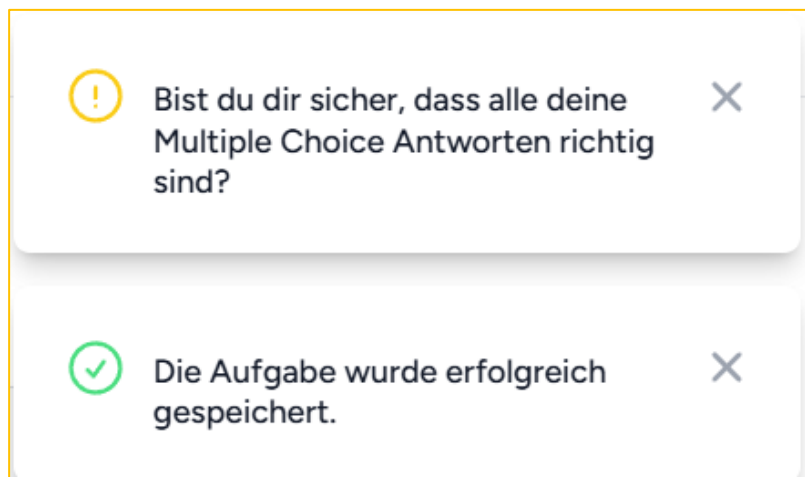 Bist du dir sicher, dass alle deine
Multiple Choice Antworten richtig
sind?
Die Aufgabe wurde erfolgreich
gespeichert.